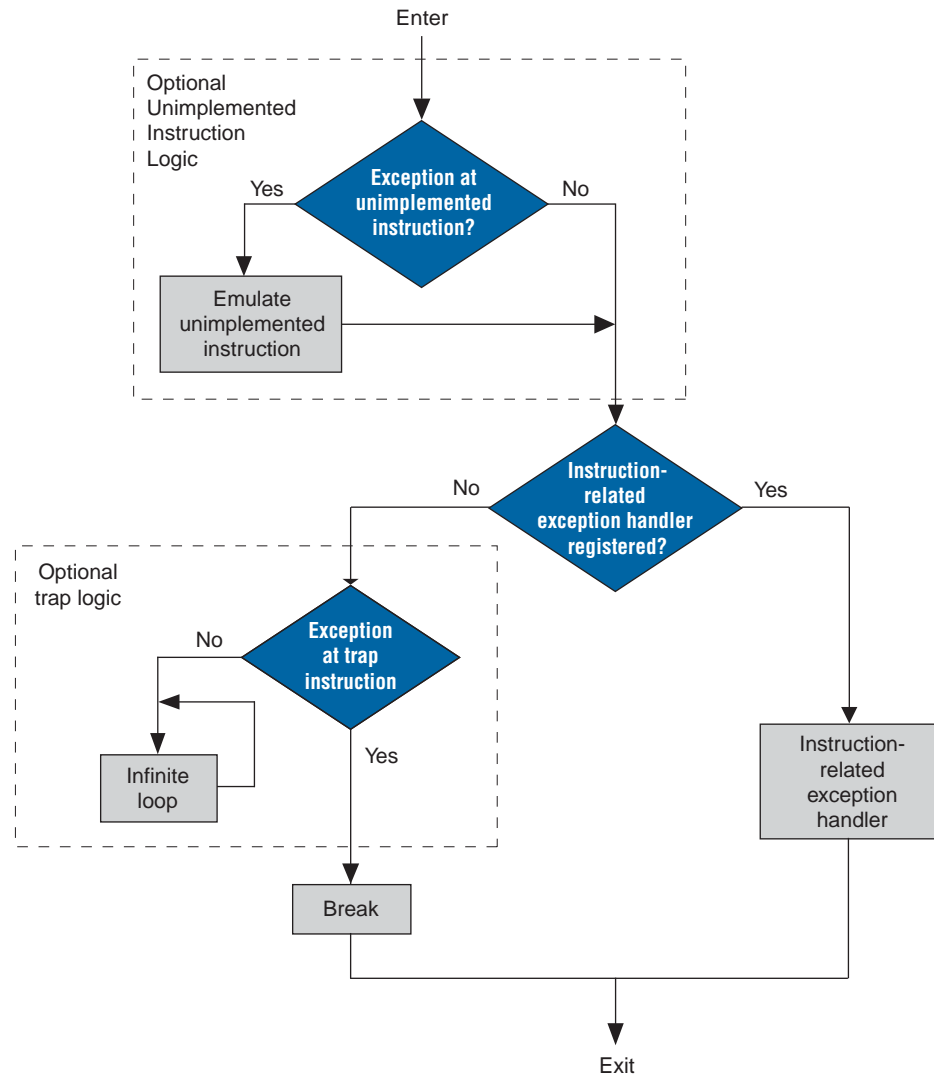 Enter
Optional
Unimplemented
Instruction
Logic
Yes
Exception at
unimplemented
instruction?
No
Emulate
unimplemented
instruction
No
Instruction-
related
exception handler
registered?
Yes
Optional
trap logic
No
Exception
at trap
instruction
Yes
Infinite
loop
Instruction-
related
exception
handler
Break
Exit